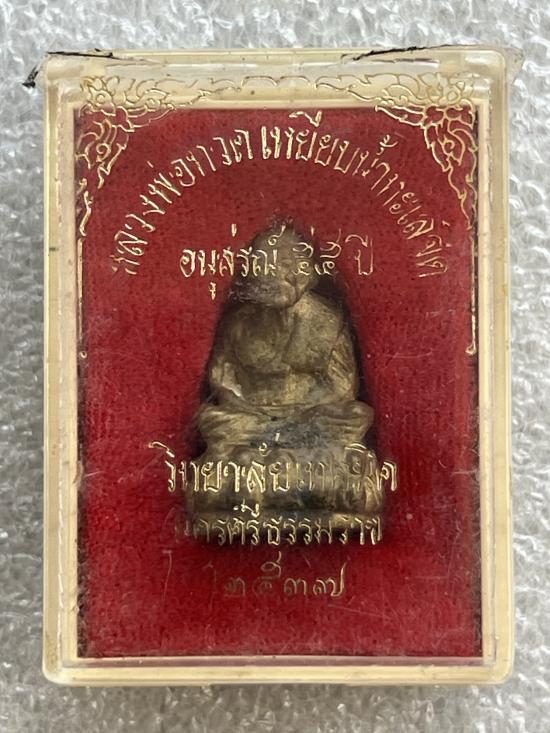 หลวงพ่อทวด เหยียบน้ำทะเลจืด
อนุสรณ์ ๕๕ ปี
วิทยาลัยเทคนิค
นครศรีธรรมราช
๒๕๓๗